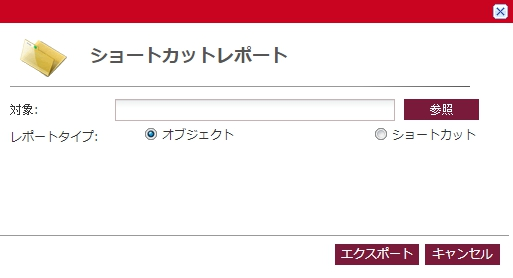 ショートカットレポート
対象:
参照
レポートタイプ: オブジェクト ショートカット
エクスポート キャンセル